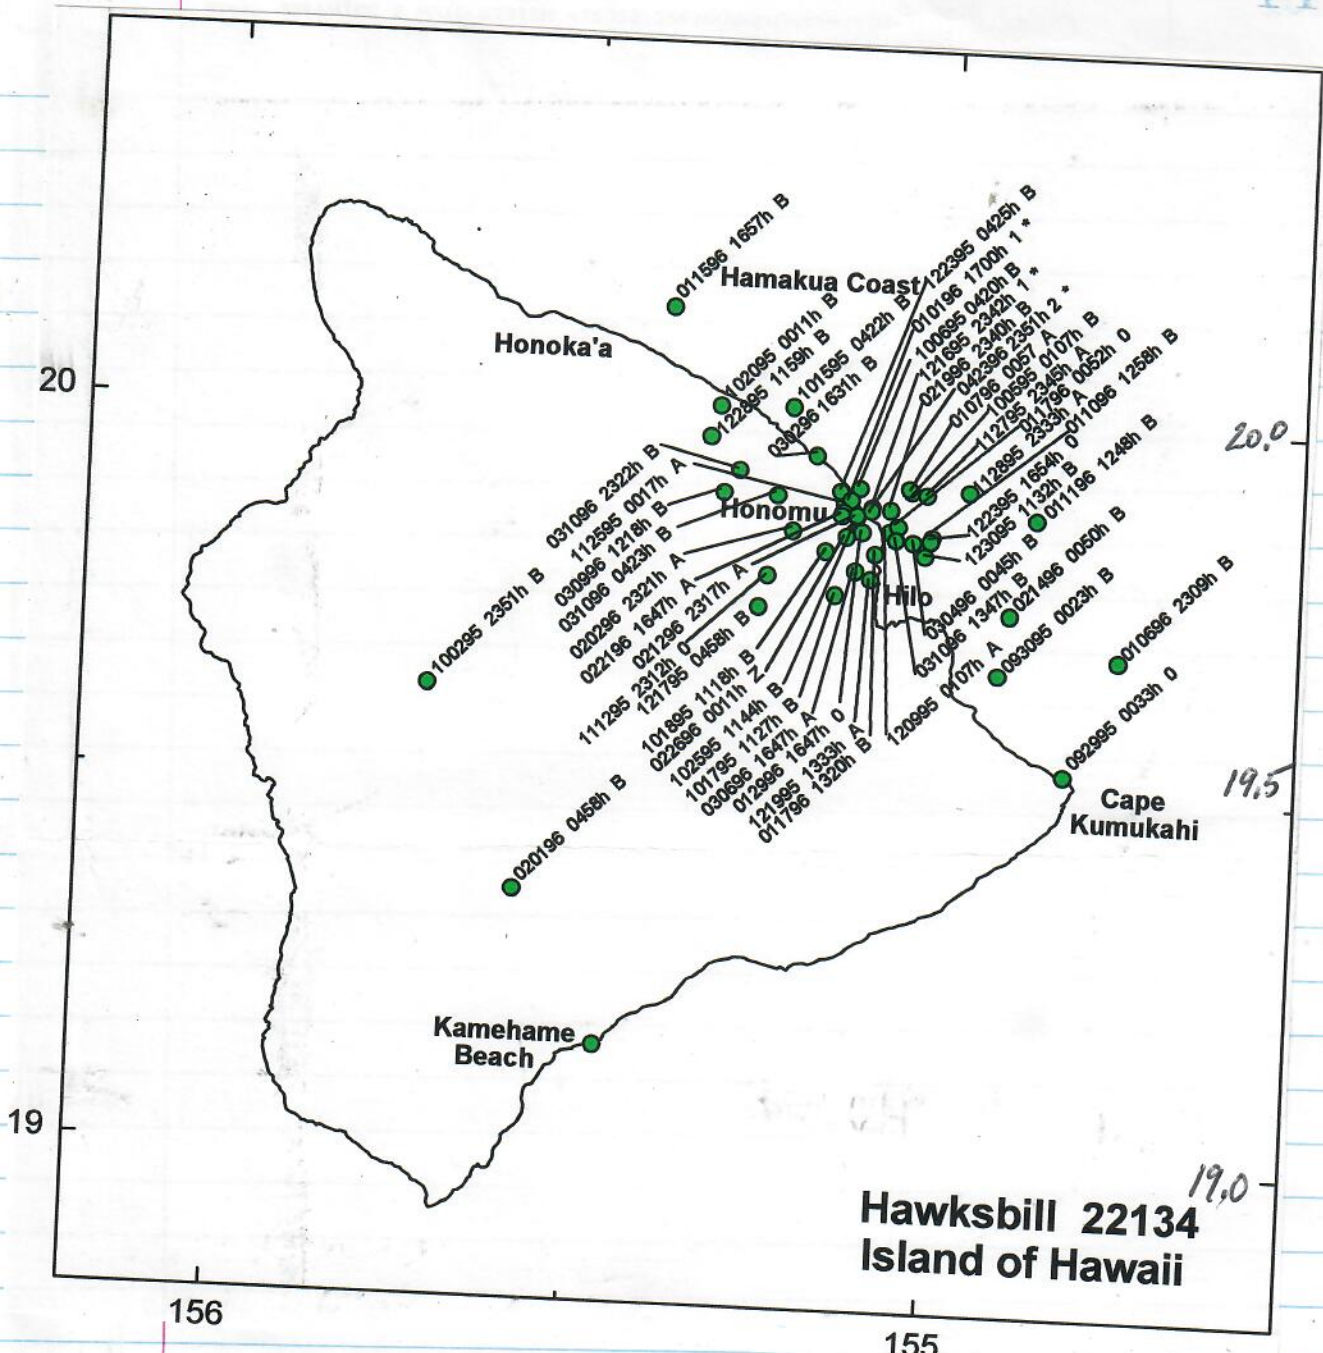 011596 1657h B
Hamakua Coast
122395 0425h B
010196 1700h 1 *
100695 0420h B
121695 2342h 1 *
021996 2340h B
042396 2351h 2 *
010796 0057 A
100595 0107h B
112795 2345h A
011796 0052h 0
112895 2333h A
011096 1258h B
Honoka'a
102095 0011h B
122895 1159h B
101595 0422h B
030296 1631h B
20
20.0
122395 1654h 0
123095 1132h B
011196 1248h B
Honomu
031096 2322h B
112595 0017h A
030996 1218h B
031096 0423h B
020296 2321h A
022196 1647h A
021296 2317h A
111295 2312h 0
121795 0458h B
100295 2351h B
Hilo
030496 0045h B
031096 1347h B
021496 0050h B
093095 0023h B
010696 2309h B
120995 0107h A
101895 1118h B
022696 0011h Z
102595 1144h B
101795 1127h B
030696 1647h A
012996 1647h 0
121995 1333h A
011796 1320h B
092995 0033h 0
19.5
Cape
Kumukahi
020196 0458h B
Kamehame
Beach
19
19.0
Hawksbill 22134
Island of Hawaii
156
155